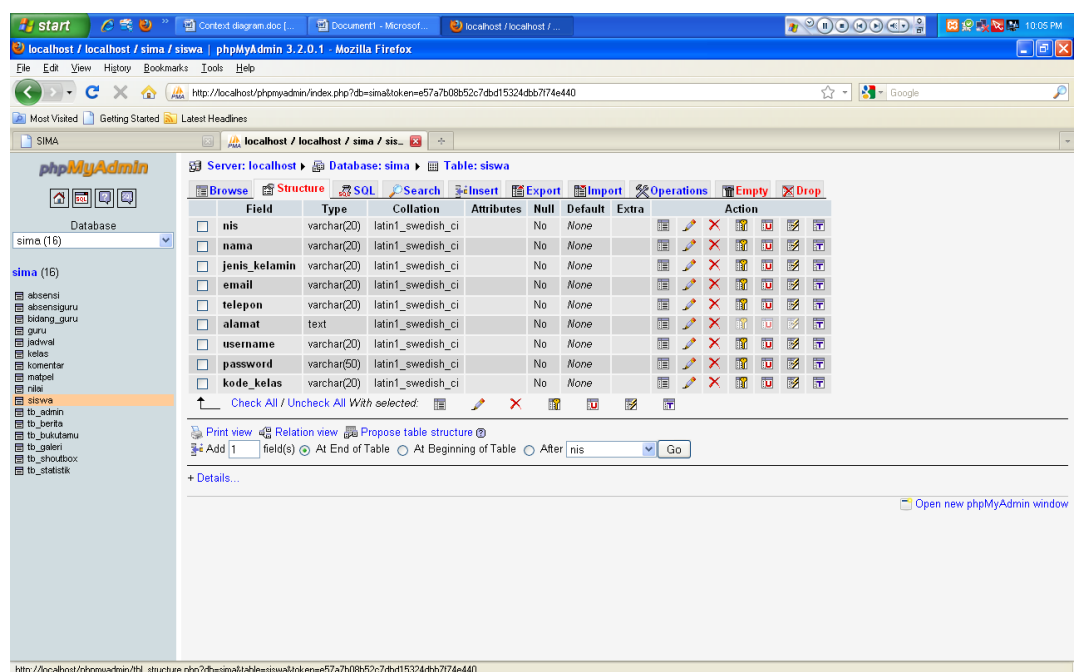 start
Context diagram.doc [...
Document1 - Microsof...
localhost / localhost / ...
10:05 PM
localhost / localhost / sima / siswa | phpMyAdmin 3.2.0.1 - Mozilla Firefox
File Edit View History Bookmarks Tools Help
http://localhost/phpmyadmin/index.php?db=sima&token=e57a7b08b52c7dbd15324dbb7f74e440
Google
Most Visited Getting Started Latest Headlines
SIMA
localhost / localhost / sima / sis...
phpMyAdmin
Database
sima (16)
sima (16)
absensi
absensiguru
bidang_guru
guru
jadwal
kelas
komentar
matpel
nilai
siswa
tb_admin
tb_berita
tb_bukutamu
tb_galeri
tb_shoutbox
tb_statistik
Server: localhost Database: sima Table: siswa
Browse Structure SQL Search Insert Export Import Operations Empty Drop
Field Type Collation Attributes Null Default Extra Action
nis varchar(20) latin1_swedish_ci No None
nama varchar(20) latin1_swedish_ci No None
jenis_kelamin varchar(20) latin1_swedish_ci No None
email varchar(20) latin1_swedish_ci No None
telepon varchar(20) latin1_swedish_ci No None
alamat text latin1_swedish_ci No None
username varchar(20) latin1_swedish_ci No None
password varchar(50) latin1_swedish_ci No None
kode_kelas varchar(20) latin1_swedish_ci No None
Check All / Uncheck All With selected:
Print view Relation view Propose table structure
Add 1 field(s) At End of Table At Beginning of Table After nis Go
+ Details...
Open new phpMyAdmin window
http://localhost/phpmyadmin/tbl_structure.php?db=sima&table=siswa&token=e57a7b08b52c7dbd15324dbb7f74e440